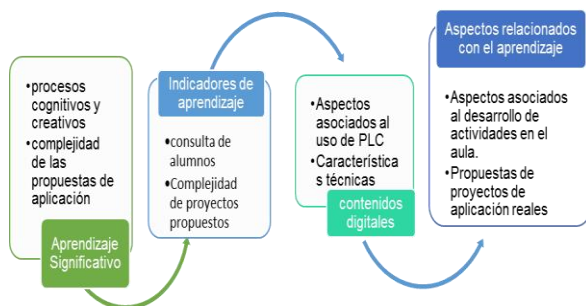 •procesos
cognitivos y
creativos
•complejidad
de las
propuestas de
aplicación
Aprendizaje
Significativo
Indicadores de
aprendizaje
•consulta de
alumnos
•Complejidad
de proyectos
propuestos
•Aspectos
asociados al
uso de PLC
•Característica
s técnicas
contenidos
digitales
Aspectos relacionados
con el aprendizaje
•Aspectos asociados
al desarrollo de
actividades en el
aula.
•Propuestas de
proyectos de
aplicación reales